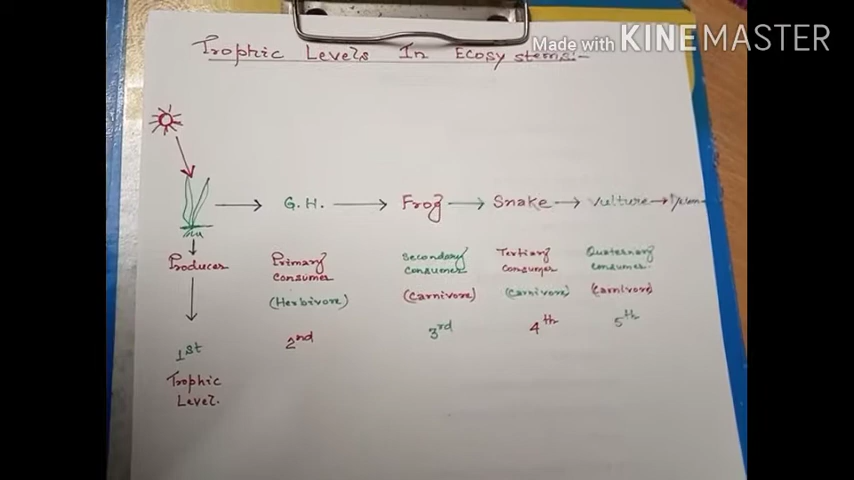 Made with KINEMASTER
Trophic Levels In Ecosystems:-
G.H. Frog Snake Vulture
Producer Primary Secondary Tertiary Quaternary
consumer consumer consumer consumer.
(Herbivore) (Carnivore) (Carnivore) (Carnivore)
1st 2nd 3rd 4th 5th
Trophic
Level.